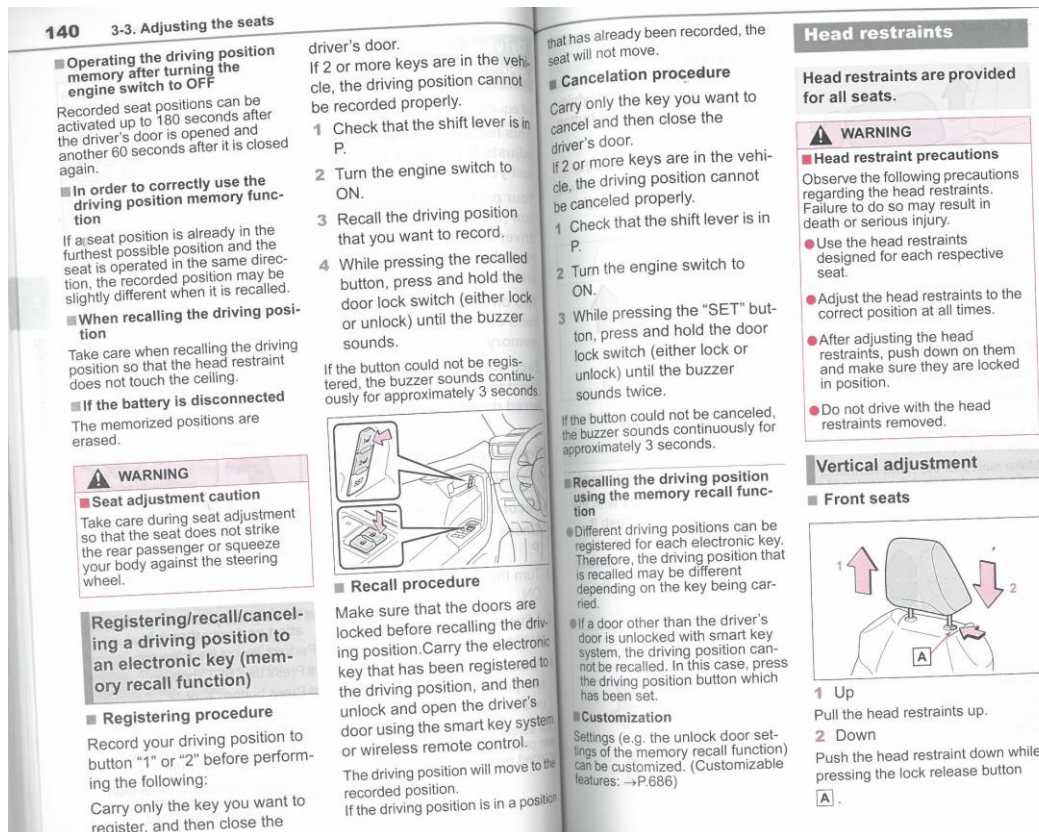 140 3-3. Adjusting the seats
■Operating the driving position
memory after turning the
engine switch to OFF
Recorded seat positions can be
activated up to 180 seconds after
the driver's door is opened and
another 60 seconds after it is closed
again.
■In order to correctly use the
driving position memory func-
tion
If a seat position is already in the
furthest possible position and the
seat is operated in the same direc-
tion, the recorded position may be
slightly different when it is recalled.
■When recalling the driving posi-
tion
Take care when recalling the driving
position so that the head restraint
does not touch the ceiling.
■If the battery is disconnected
The memorized positions are
erased.
WARNING
■Seat adjustment caution
Take care during seat adjustment
so that the seat does not strike
the rear passenger or squeeze
your body against the steering
wheel.
Registering/recall/cancel-
ing a driving position to
an electronic key (mem-
ory recall function)
■ Registering procedure
Record your driving position to
button "1" or "2" before perform-
ing the following:
Carry only the key you want to
register, and then close the
driver's door.
If 2 or more keys are in the vehi-
cle, the driving position cannot
be recorded properly.
1 Check that the shift lever is in
P.
2 Turn the engine switch to
ON.
3 Recall the driving position
that you want to record.
4 While pressing the recalled
button, press and hold the
door lock switch (either lock
or unlock) until the buzzer
sounds.
If the button could not be regis-
tered, the buzzer sounds continu-
ously for approximately 3 seconds.
SET
■ Recall procedure
Make sure that the doors are
locked before recalling the driv-
ing position.Carry the electronic
key that has been registered to
the driving position, and then
unlock and open the driver's
door using the smart key system
or wireless remote control.
The driving position will move to the
recorded position.
If the driving position is in a position
that has already been recorded, the
seat will not move.
■ Cancelation procedure
Carry only the key you want to
cancel and then close the
driver's door.
If 2 or more keys are in the vehi-
cle, the driving position cannot
be canceled properly.
1 Check that the shift lever is in
P.
2 Turn the engine switch to
ON.
3 While pressing the "SET" but-
ton, press and hold the door
lock switch (either lock or
unlock) until the buzzer
sounds twice.
If the button could not be canceled,
the buzzer sounds continuously for
approximately 3 seconds.
■Recalling the driving position
using the memory recall func-
tion
●Different driving positions can be
registered for each electronic key.
Therefore, the driving position that
is recalled may be different
depending on the key being car-
ried.
●If a door other than the driver's
door is unlocked with smart key
system, the driving position can-
not be recalled. In this case, press
the driving position button which
has been set.
■Customization
Settings (e.g. the unlock door set-
tings of the memory recall function)
can be customized. (Customizable
features: →P.686)
Head restraints
Head restraints are provided
for all seats.
WARNING
■Head restraint precautions
Observe the following precautions
regarding the head restraints.
Failure to do so may result in
death or serious injury.
●Use the head restraints
designed for each respective
seat.
●Adjust the head restraints to the
correct position at all times.
●After adjusting the head
restraints, push down on them
and make sure they are locked
in position.
●Do not drive with the head
restraints removed.
Vertical adjustment
■ Front seats
1
2
A
1 Up
Pull the head restraints up.
2 Down
Push the head restraint down while
pressing the lock release button
A .